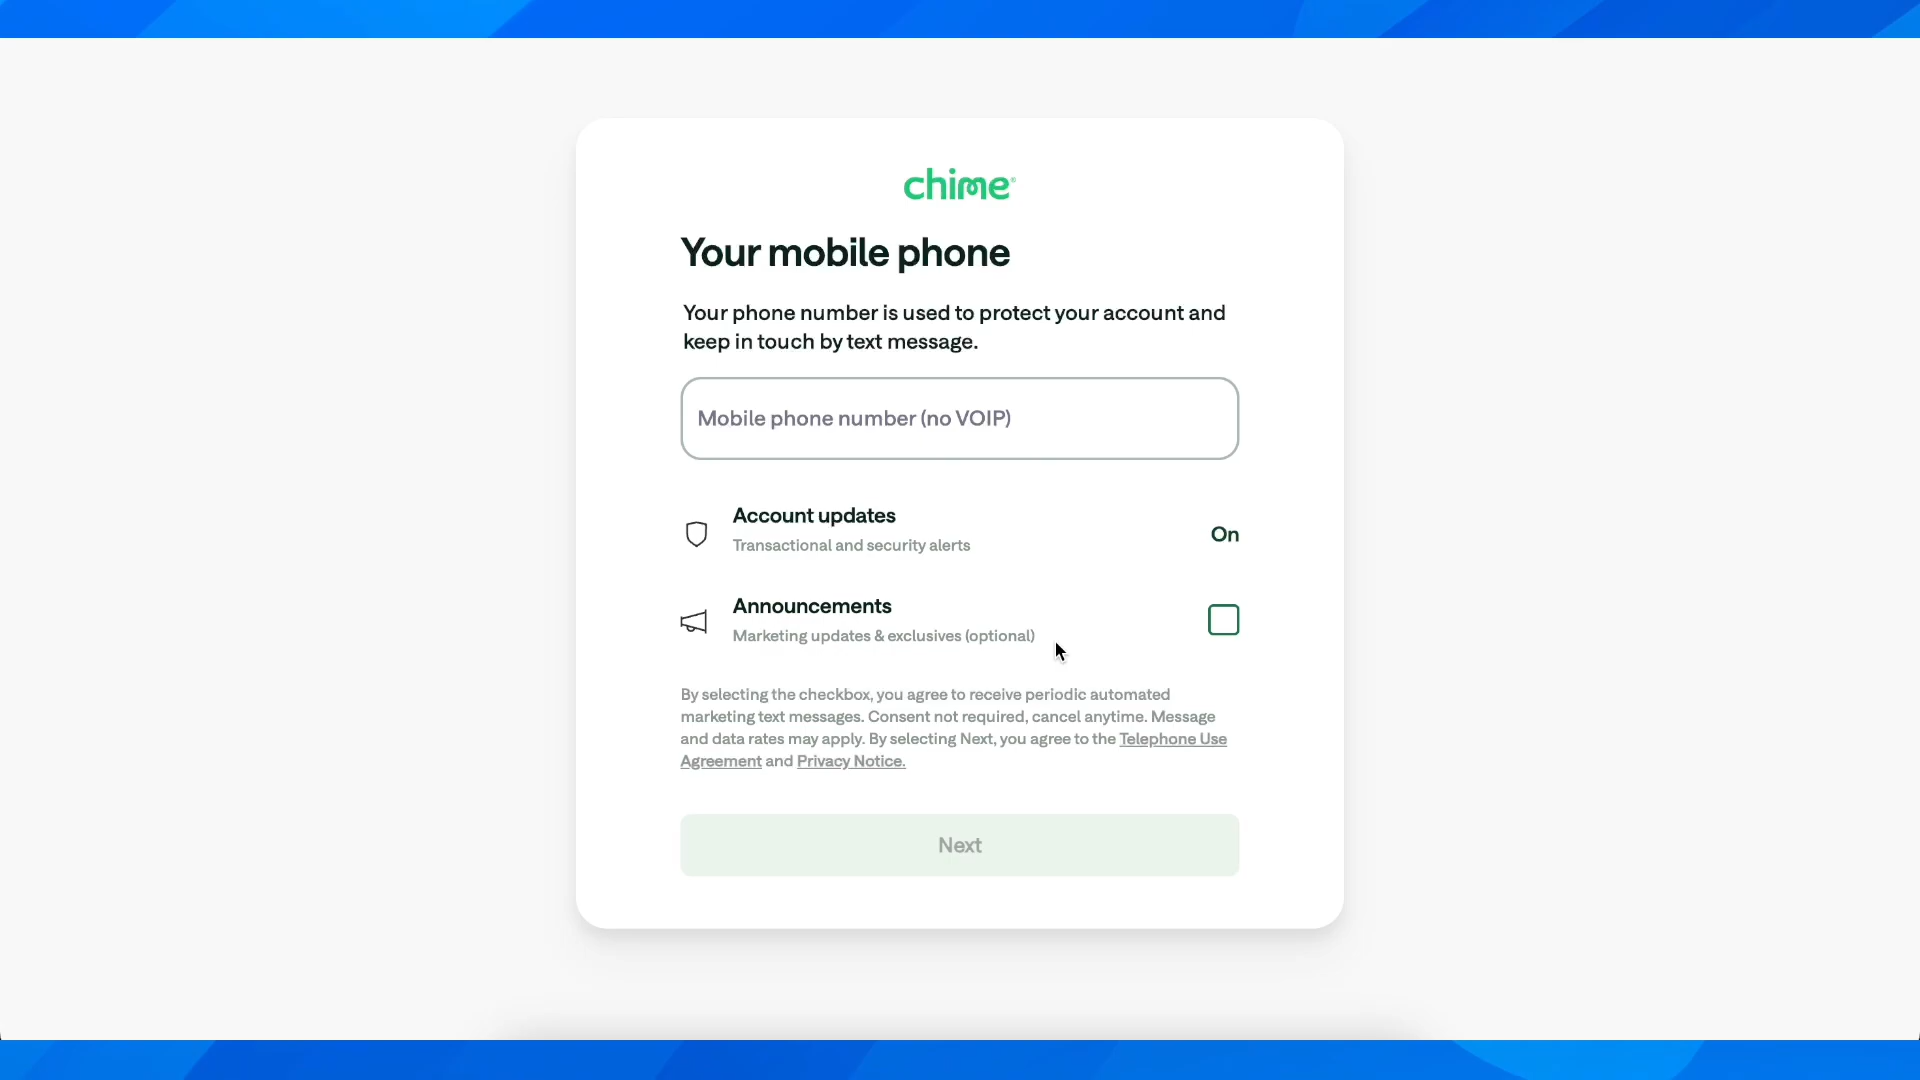 chime®
Your mobile phone
Your phone number is used to protect your account and
keep in touch by text message.
Mobile phone number (no VOIP)
Account updates
Transactional and security alerts
On
Announcements
Marketing updates & exclusives (optional)
By selecting the checkbox, you agree to receive periodic automated
marketing text messages. Consent not required, cancel anytime. Message
and data rates may apply. By selecting Next, you agree to the Telephone Use
Agreement and Privacy Notice.
Next